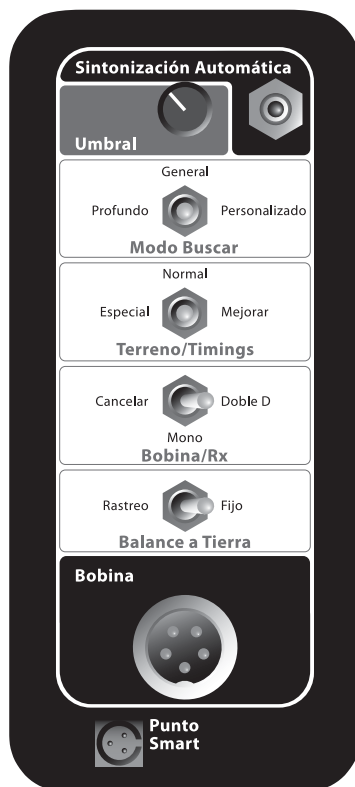 Sintonización Automática
Umbral
General
Profundo
Personalizado
Modo Buscar
Normal
Especial
Mejorar
Terreno/Timings
Cancelar
Doble D
Mono
Bobina/Rx
Rastreo
Fijo
Balance a Tierra
Bobina
Punto
Smart